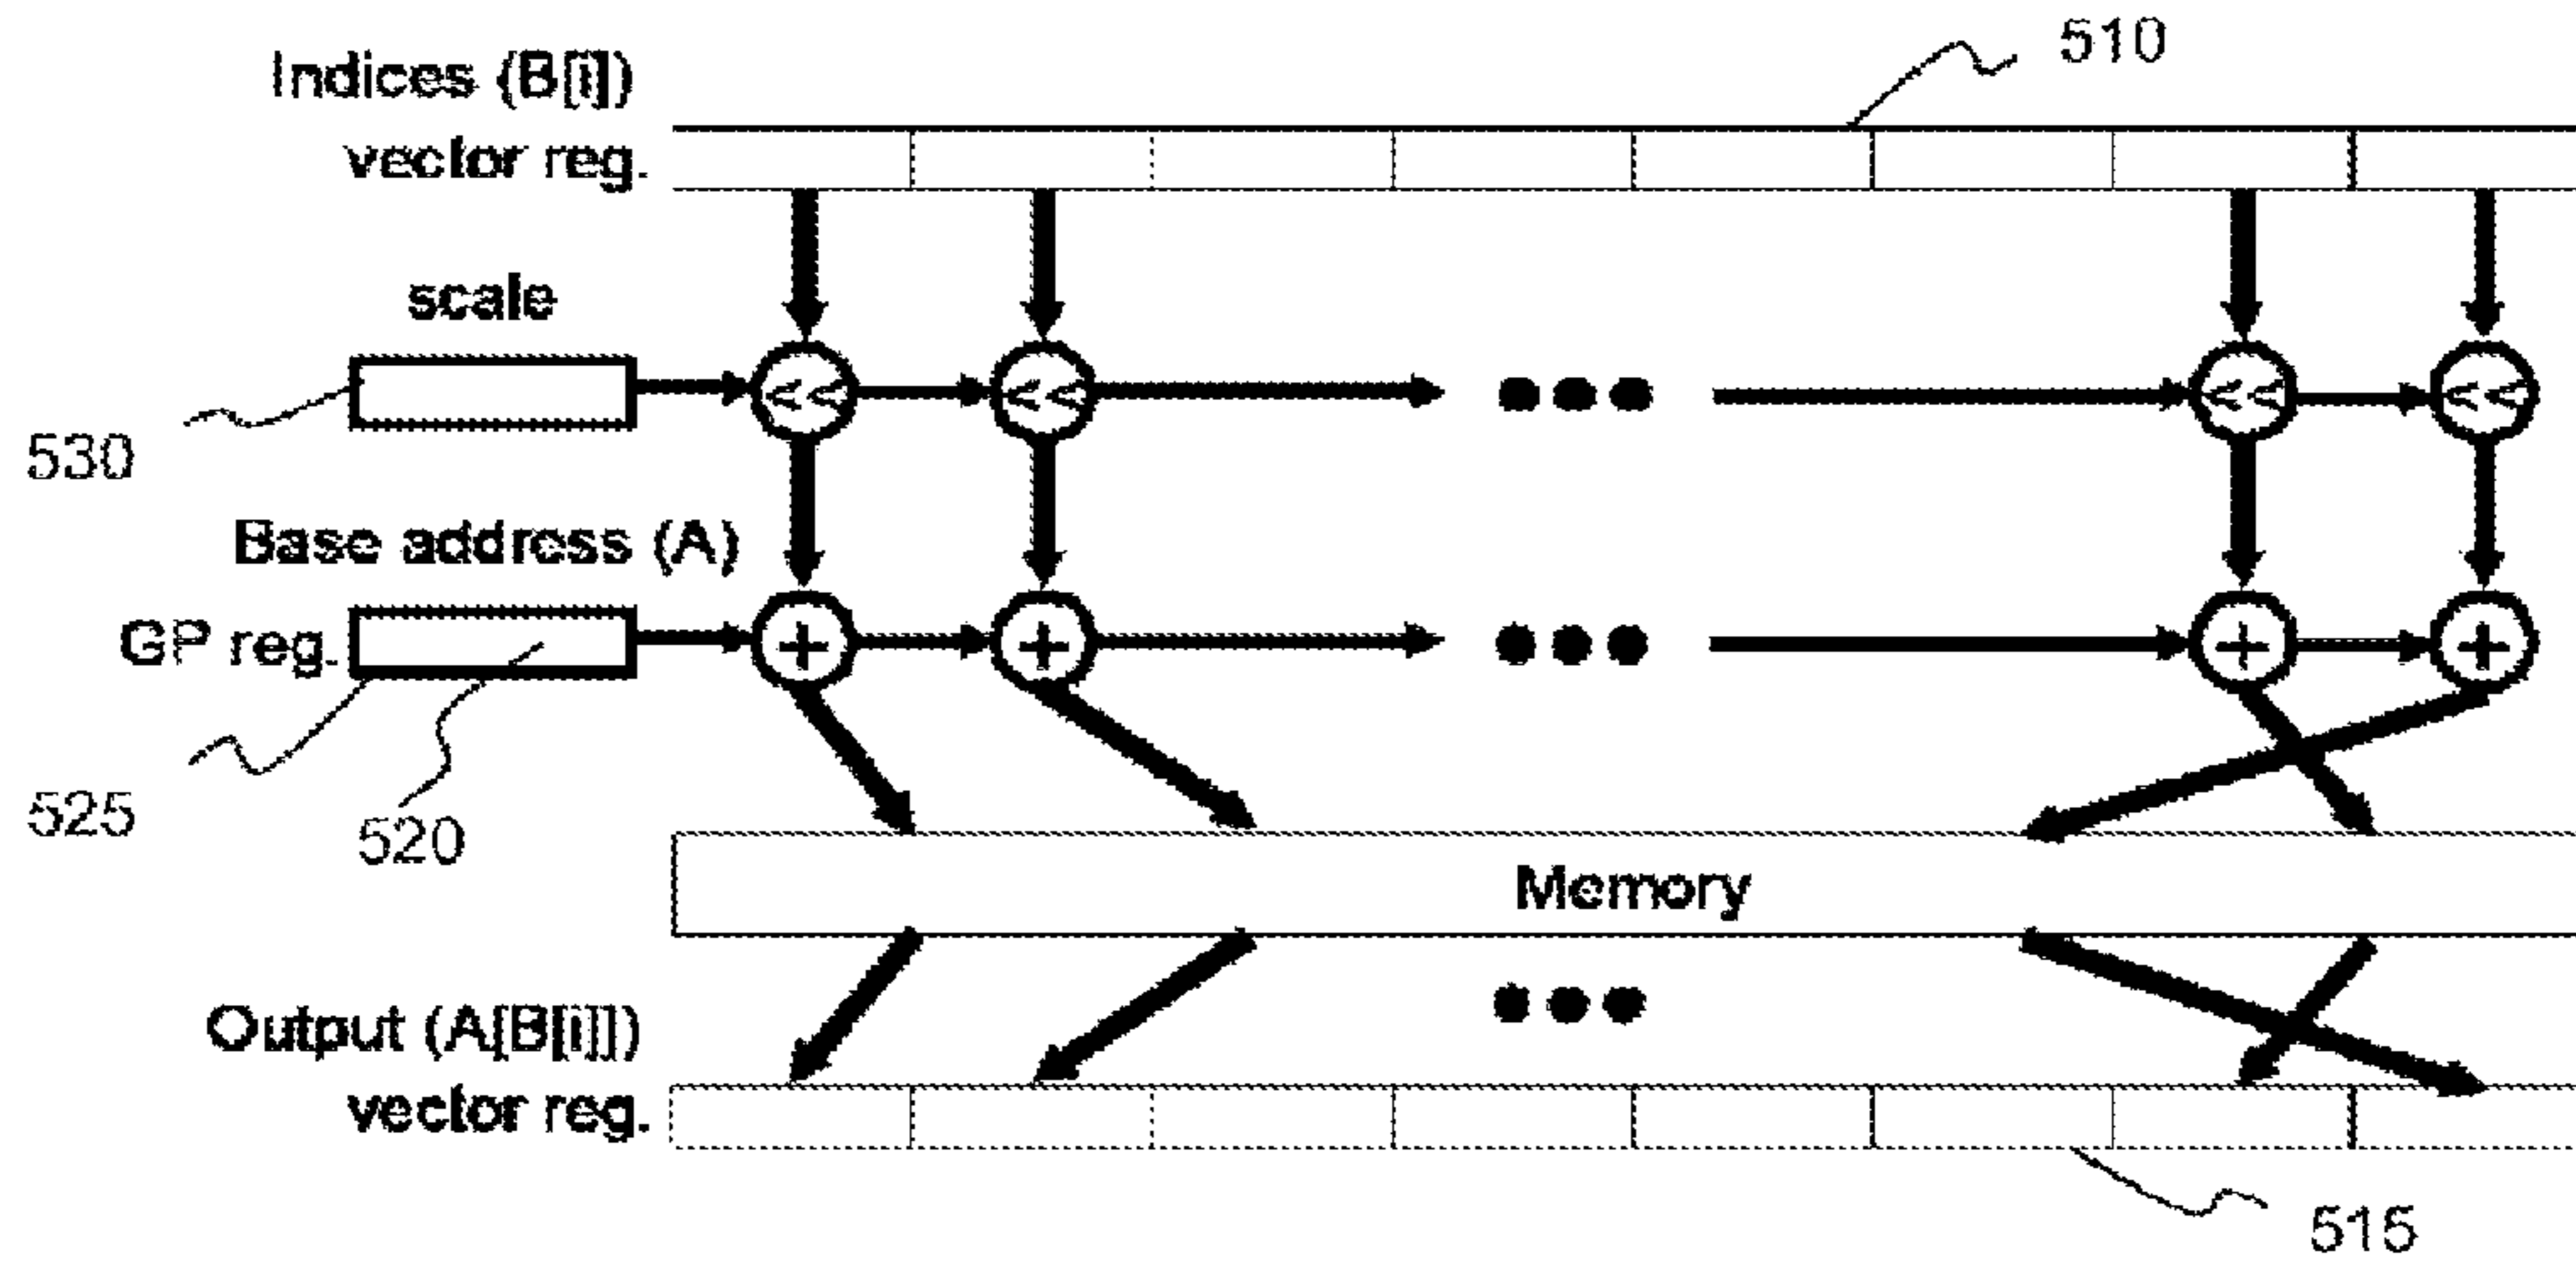 510
Indices (B[i])
vector reg.
scale
<< << << <<
530
Base address (A)
GP reg.
+ + + +
525
520
Memory
Output (A[B[i]])
vector reg.
515